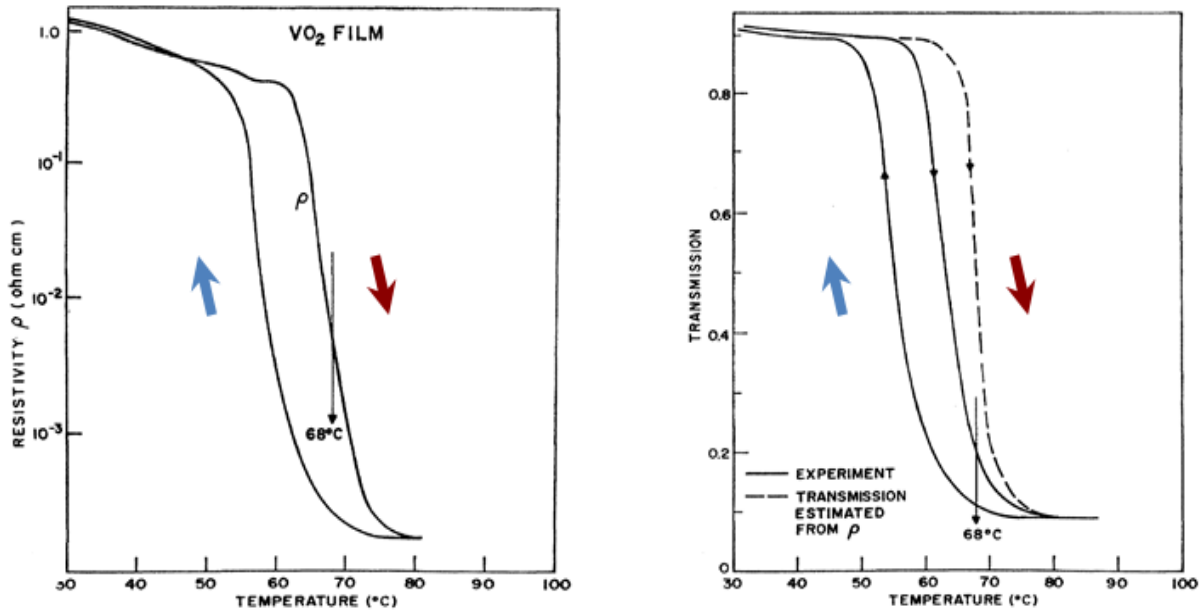 VO₂ FILM
1.0
10⁻¹
10⁻²
10⁻³
RESISTIVITY ρ (ohm cm)
ρ
68°C
30 40 50 60 70 80 90 100
TEMPERATURE (°C)
0.8
0.6
0.4
0.2
0
TRANSMISSION
EXPERIMENT
TRANSMISSION
ESTIMATED
FROM ρ
68°C
30 40 50 60 70 80 90 100
TEMPERATURE (°C)